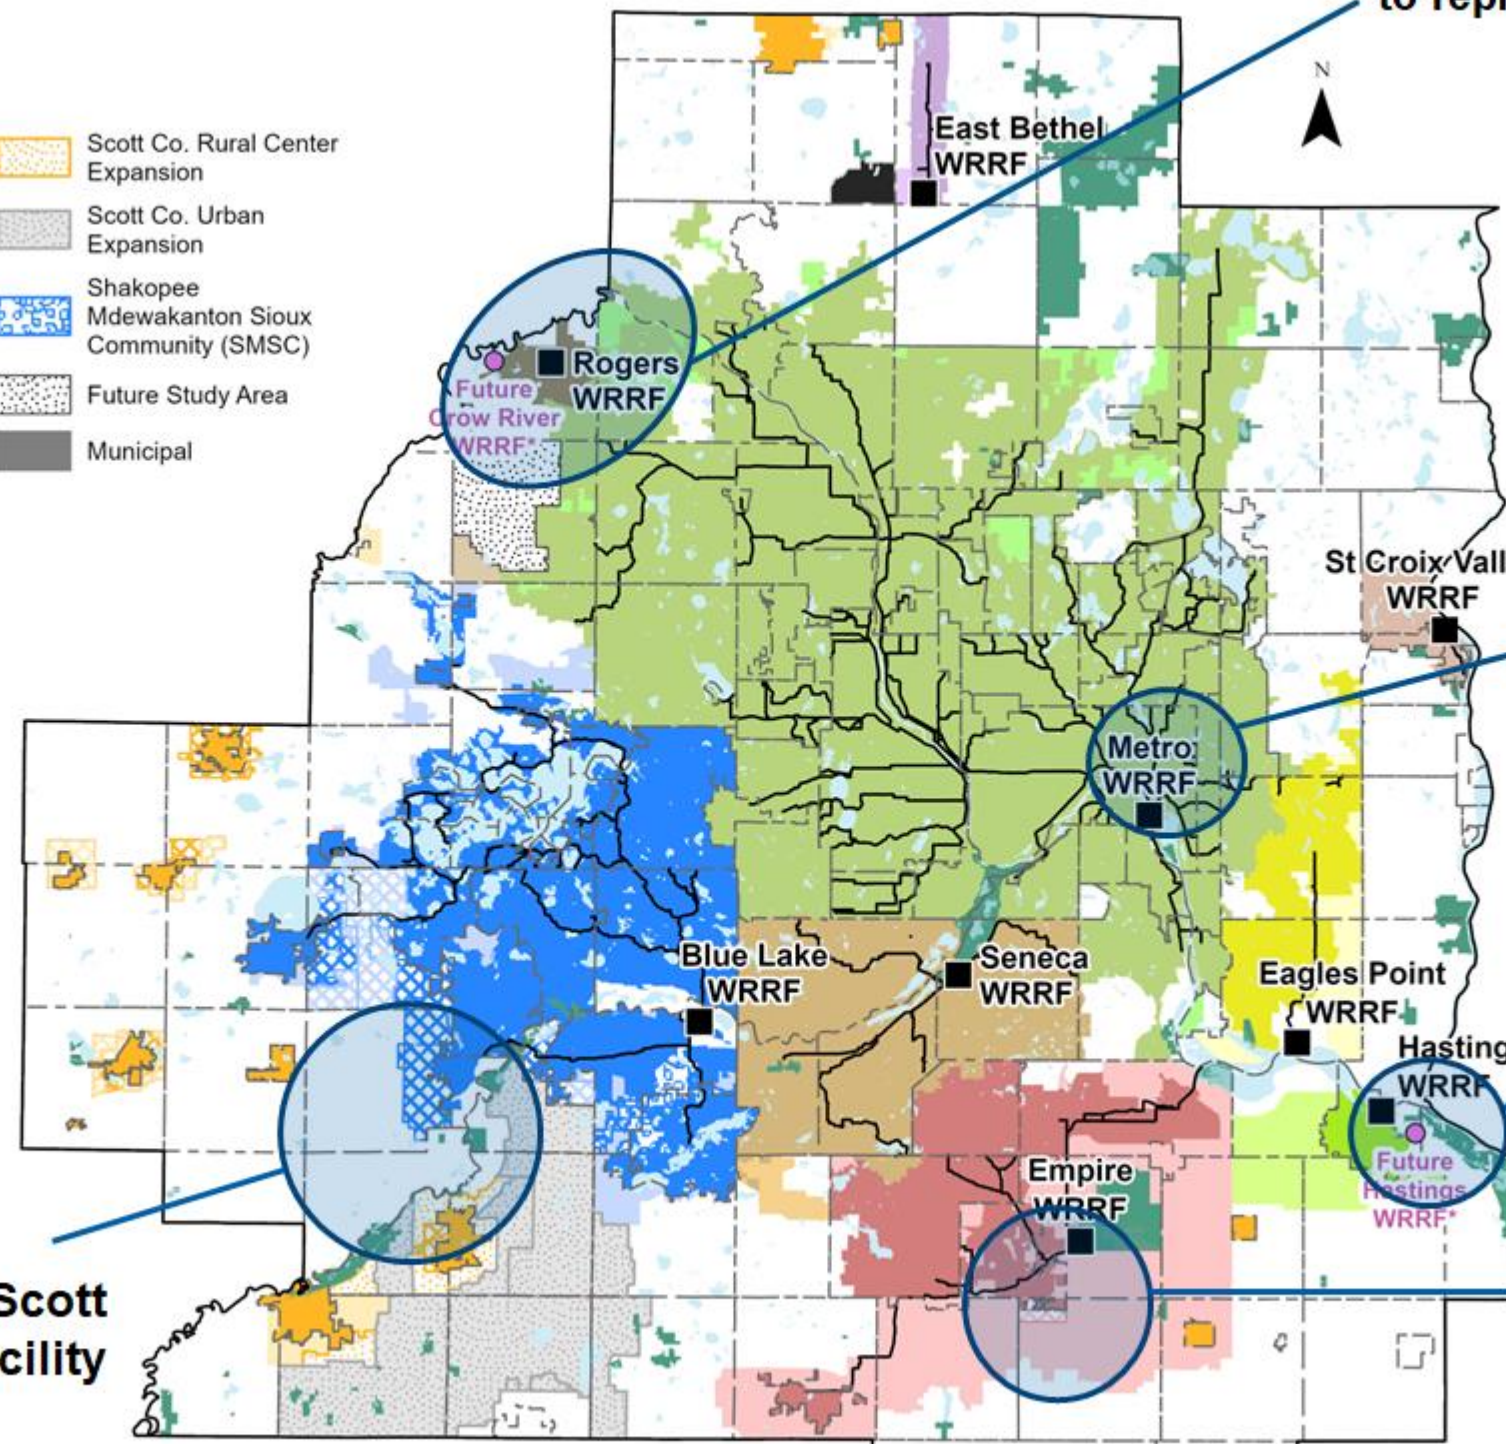 to repl
N
Scott Co. Rural Center
Expansion
Scott Co. Urban
Expansion
Shakopee
Mdewakanton Sioux
Community (SMSC)
Future Study Area
Municipal
East Bethel
WRRF
Rogers
WRRF
Future
Crow River
WRRF*
St Croix Vall
WRRF
Metro
WRRF
Blue Lake
WRRF
Seneca
WRRF
Eagles Point
WRRF
Hasting
WRRF
Future
Hastings
WRRF*
Empire
WRRF
Scott
cility